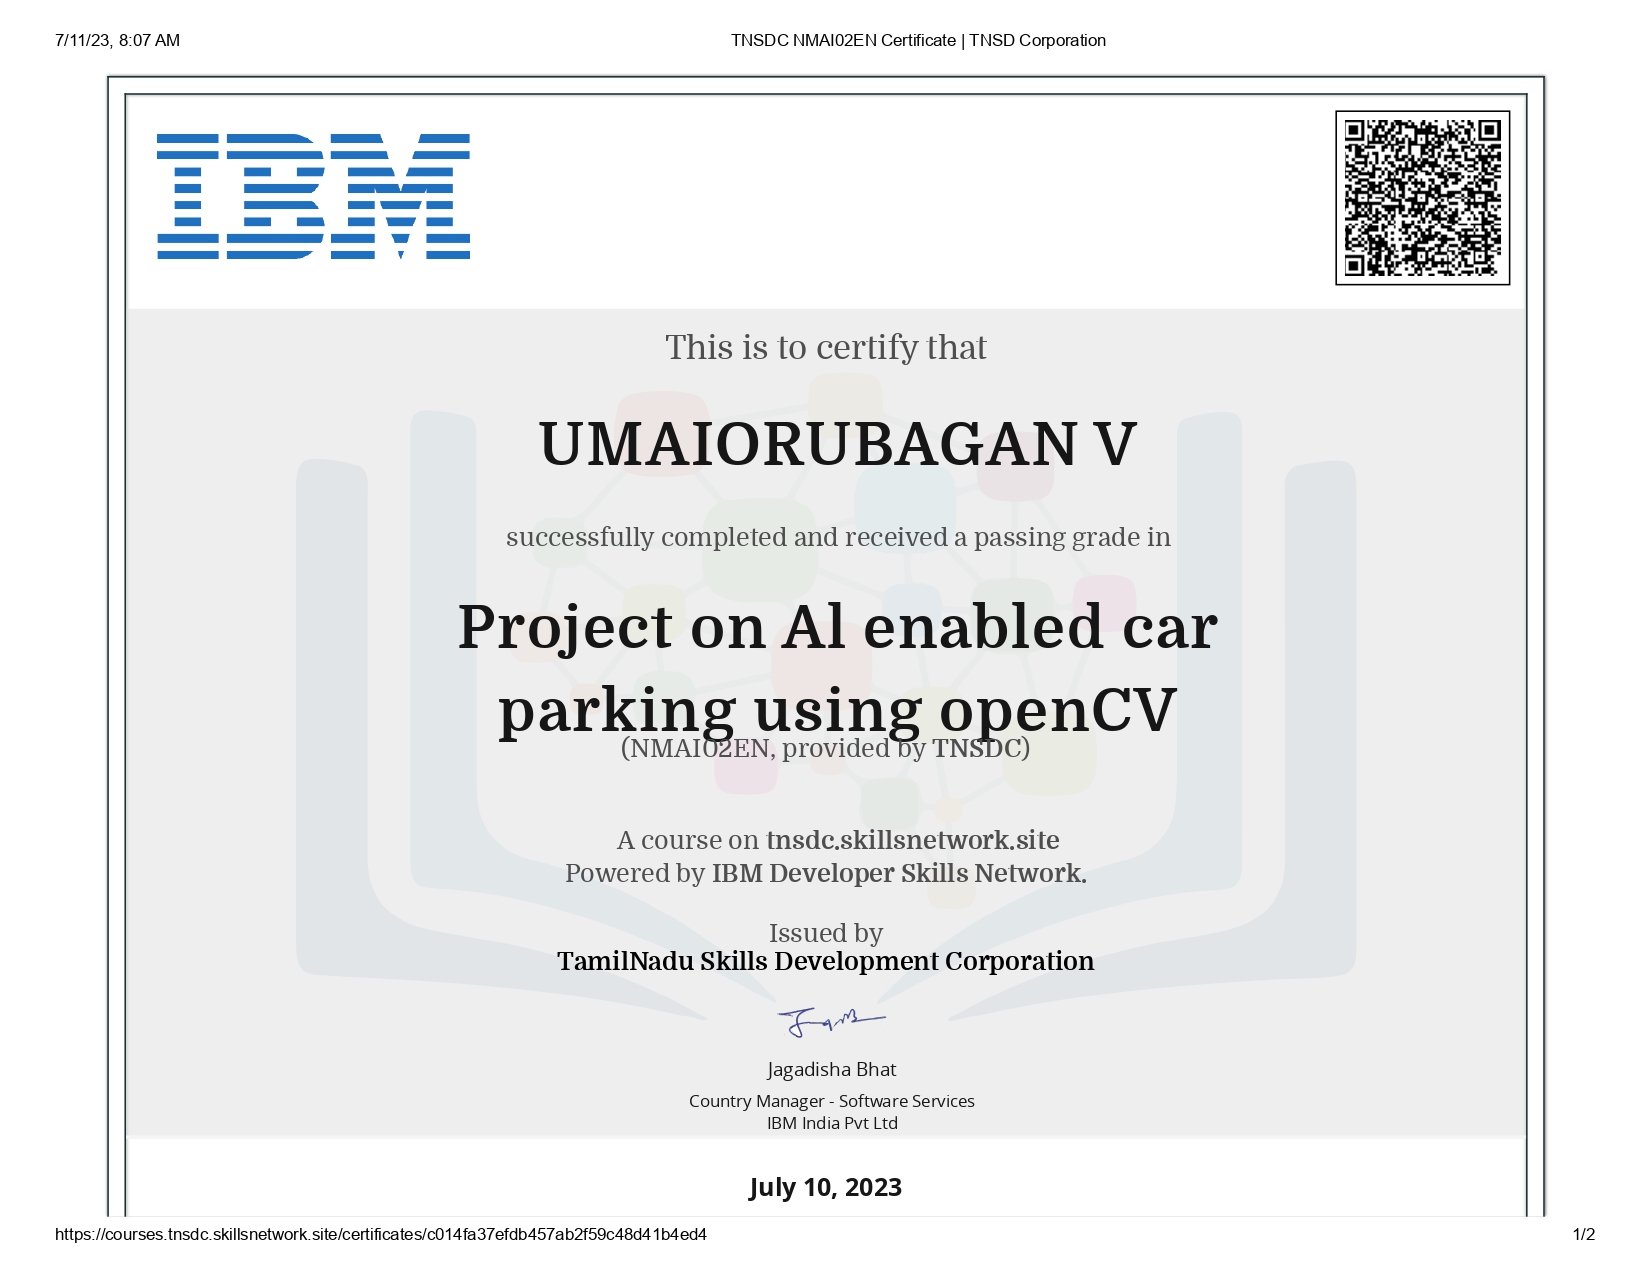 7/11/23, 8:07 AM
TNSDC NMAI02EN Certificate | TNSD Corporation
IBM
This is to certify that
UMAIORUBAGAN V
successfully completed and received a passing grade in
Project on Al enabled car
parking using openCV
(NMAI02EN, provided by TNSDC)
A course on tnsdc.skillsnetwork.site
Powered by IBM Developer Skills Network.
Issued by
TamilNadu Skills Development Corporation
Jagadisha Bhat
Country Manager - Software Services
IBM India Pvt Ltd
July 10, 2023
https://courses.tnsdc.skillsnetwork.site/certificates/c014fa37efdb457ab2f59c48d41b4ed4
1/2